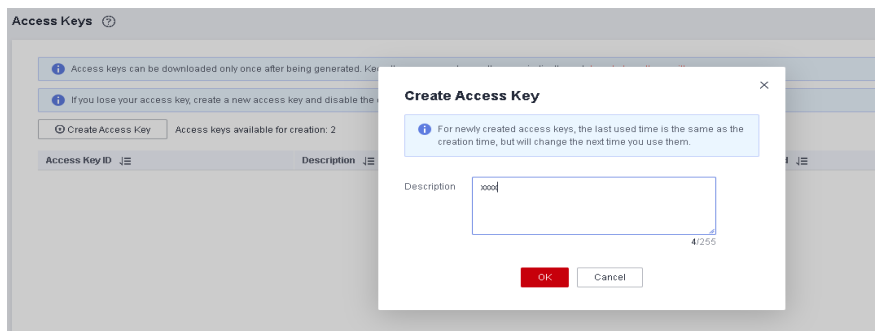 Access Keys
Access keys can be downloaded only once after being generated.
If you lose your access key, create a new access key and disable the
Create Access Key
Access keys available for creation: 2
Access Key ID
Description
Create Access Key
For newly created access keys, the last used time is the same as the
creation time, but will change the next time you use them.
Description
xxxx
4/255
OK
Cancel